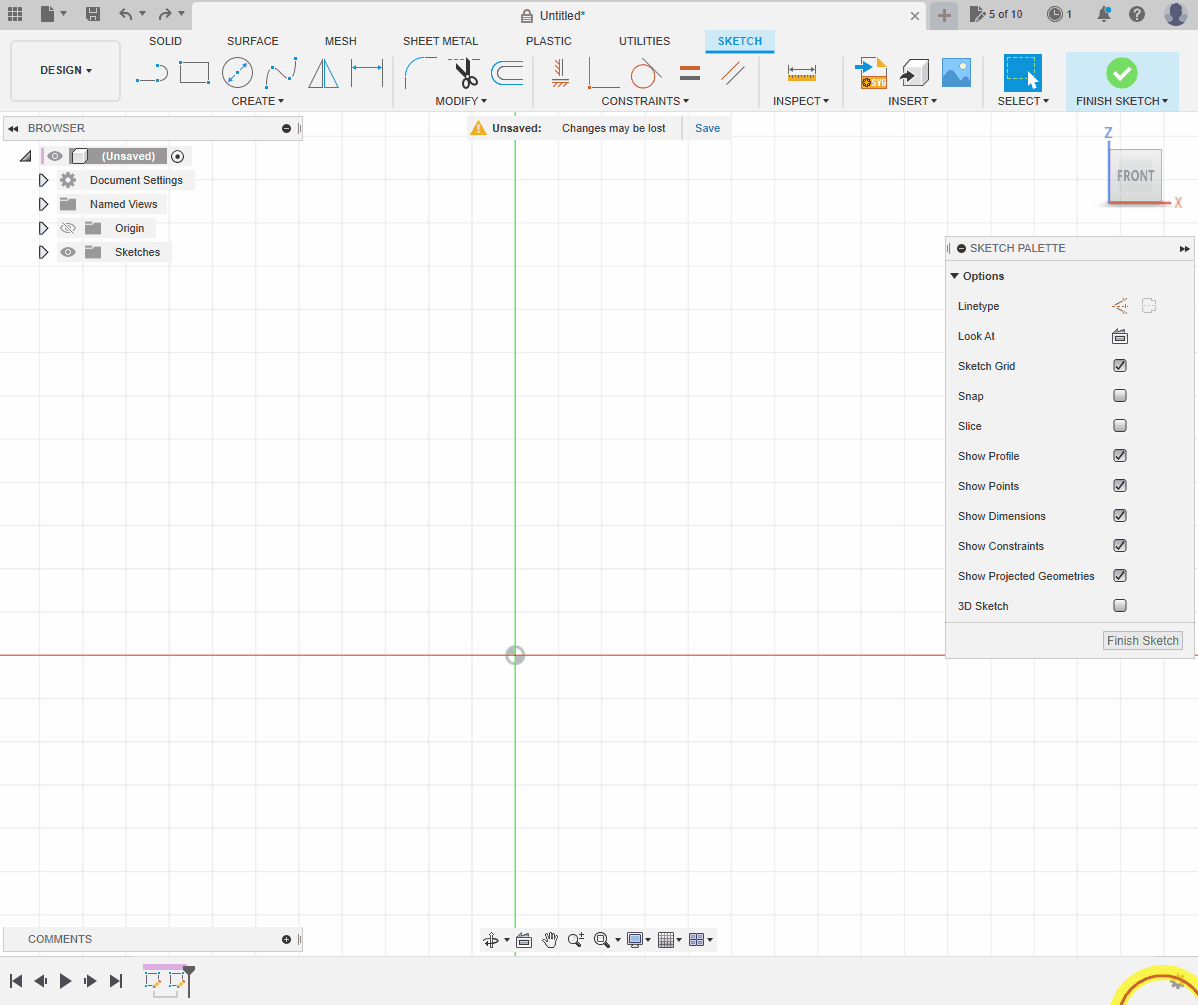 Untitled*
5 of 10
1
DESIGN
SOLID
SURFACE
MESH
SHEET METAL
PLASTIC
UTILITIES
SKETCH
CREATE
MODIFY
CONSTRAINTS
INSPECT
SVG
INSERT
SELECT
FINISH SKETCH
BROWSER
Unsaved: Changes may be lost Save
(Unsaved)
Document Settings
Named Views
Origin
Sketches
Z
FRONT
X
SKETCH PALETTE
Options
Linetype
Look At
Sketch Grid
Snap
Slice
Show Profile
Show Points
Show Dimensions
Show Constraints
Show Projected Geometries
3D Sketch
Finish Sketch
COMMENTS